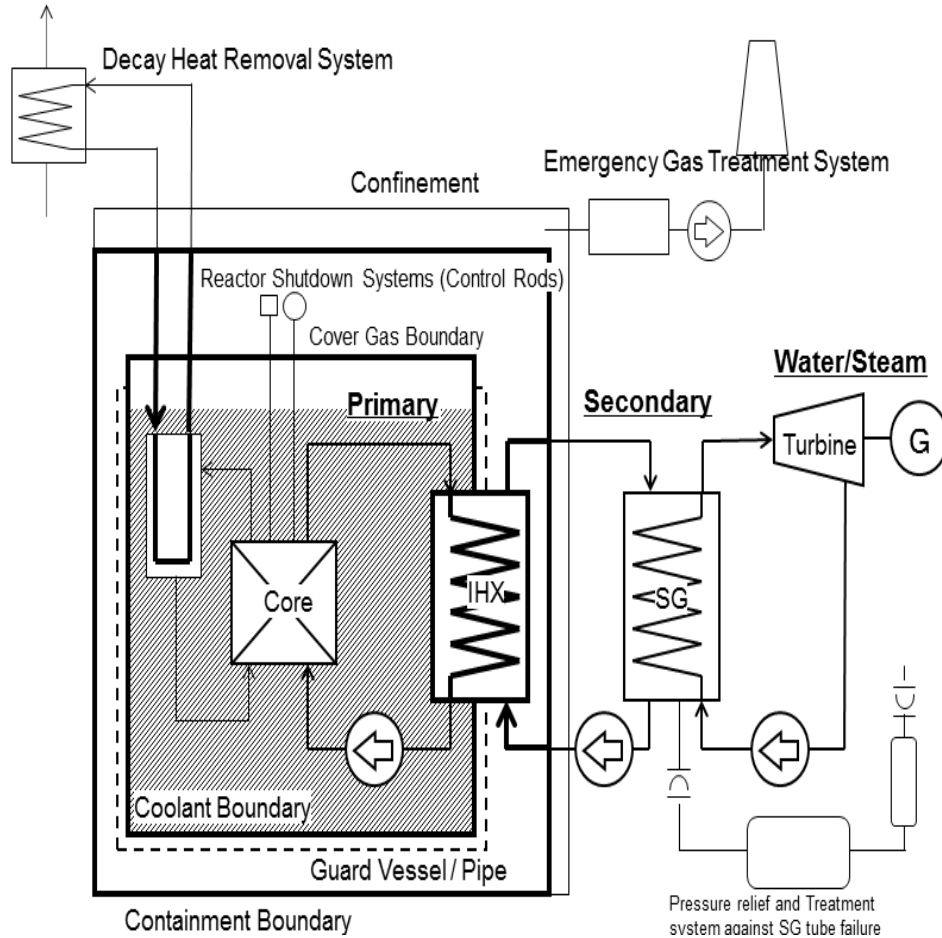 Decay Heat Removal System
Emergency Gas Treatment System
Confinement
Reactor Shutdown Systems (Control Rods)
Cover Gas Boundary
Water/Steam
Primary
Secondary
Turbine
G
IHX
SG
Core
Coolant Boundary
Guard Vessel / Pipe
Containment Boundary
Pressure relief and Treatment
system against SG tube failure